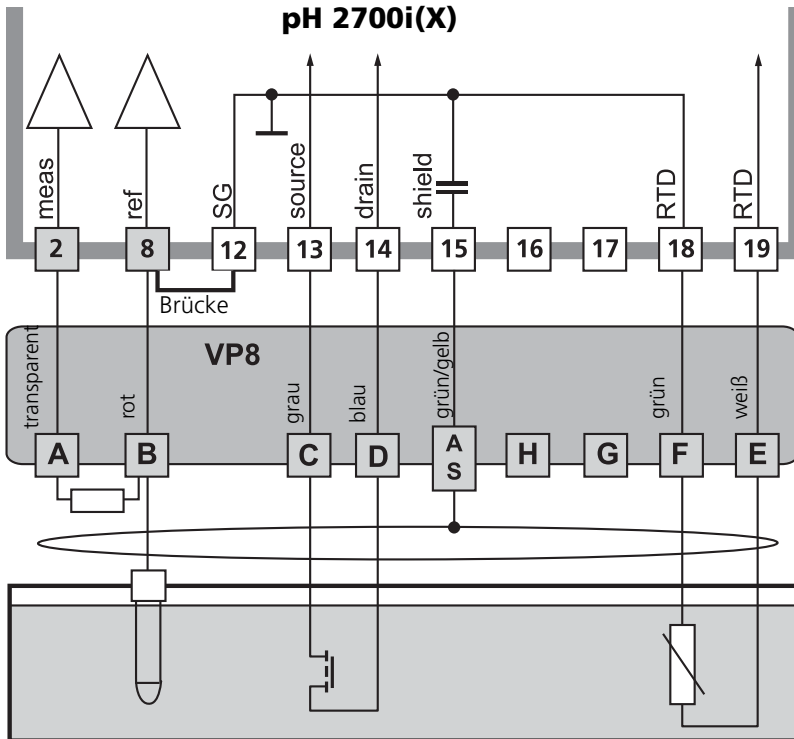 pH 2700i(X)
meas
ref
SG
source
drain
shield
RTD
RTD
2
8
12
13
14
15
16
17
18
19
Brücke
VP8
transparent
rot
grau
blau
grün/gelb
grün
weiß
A
B
C
D
A
S
H
G
F
E